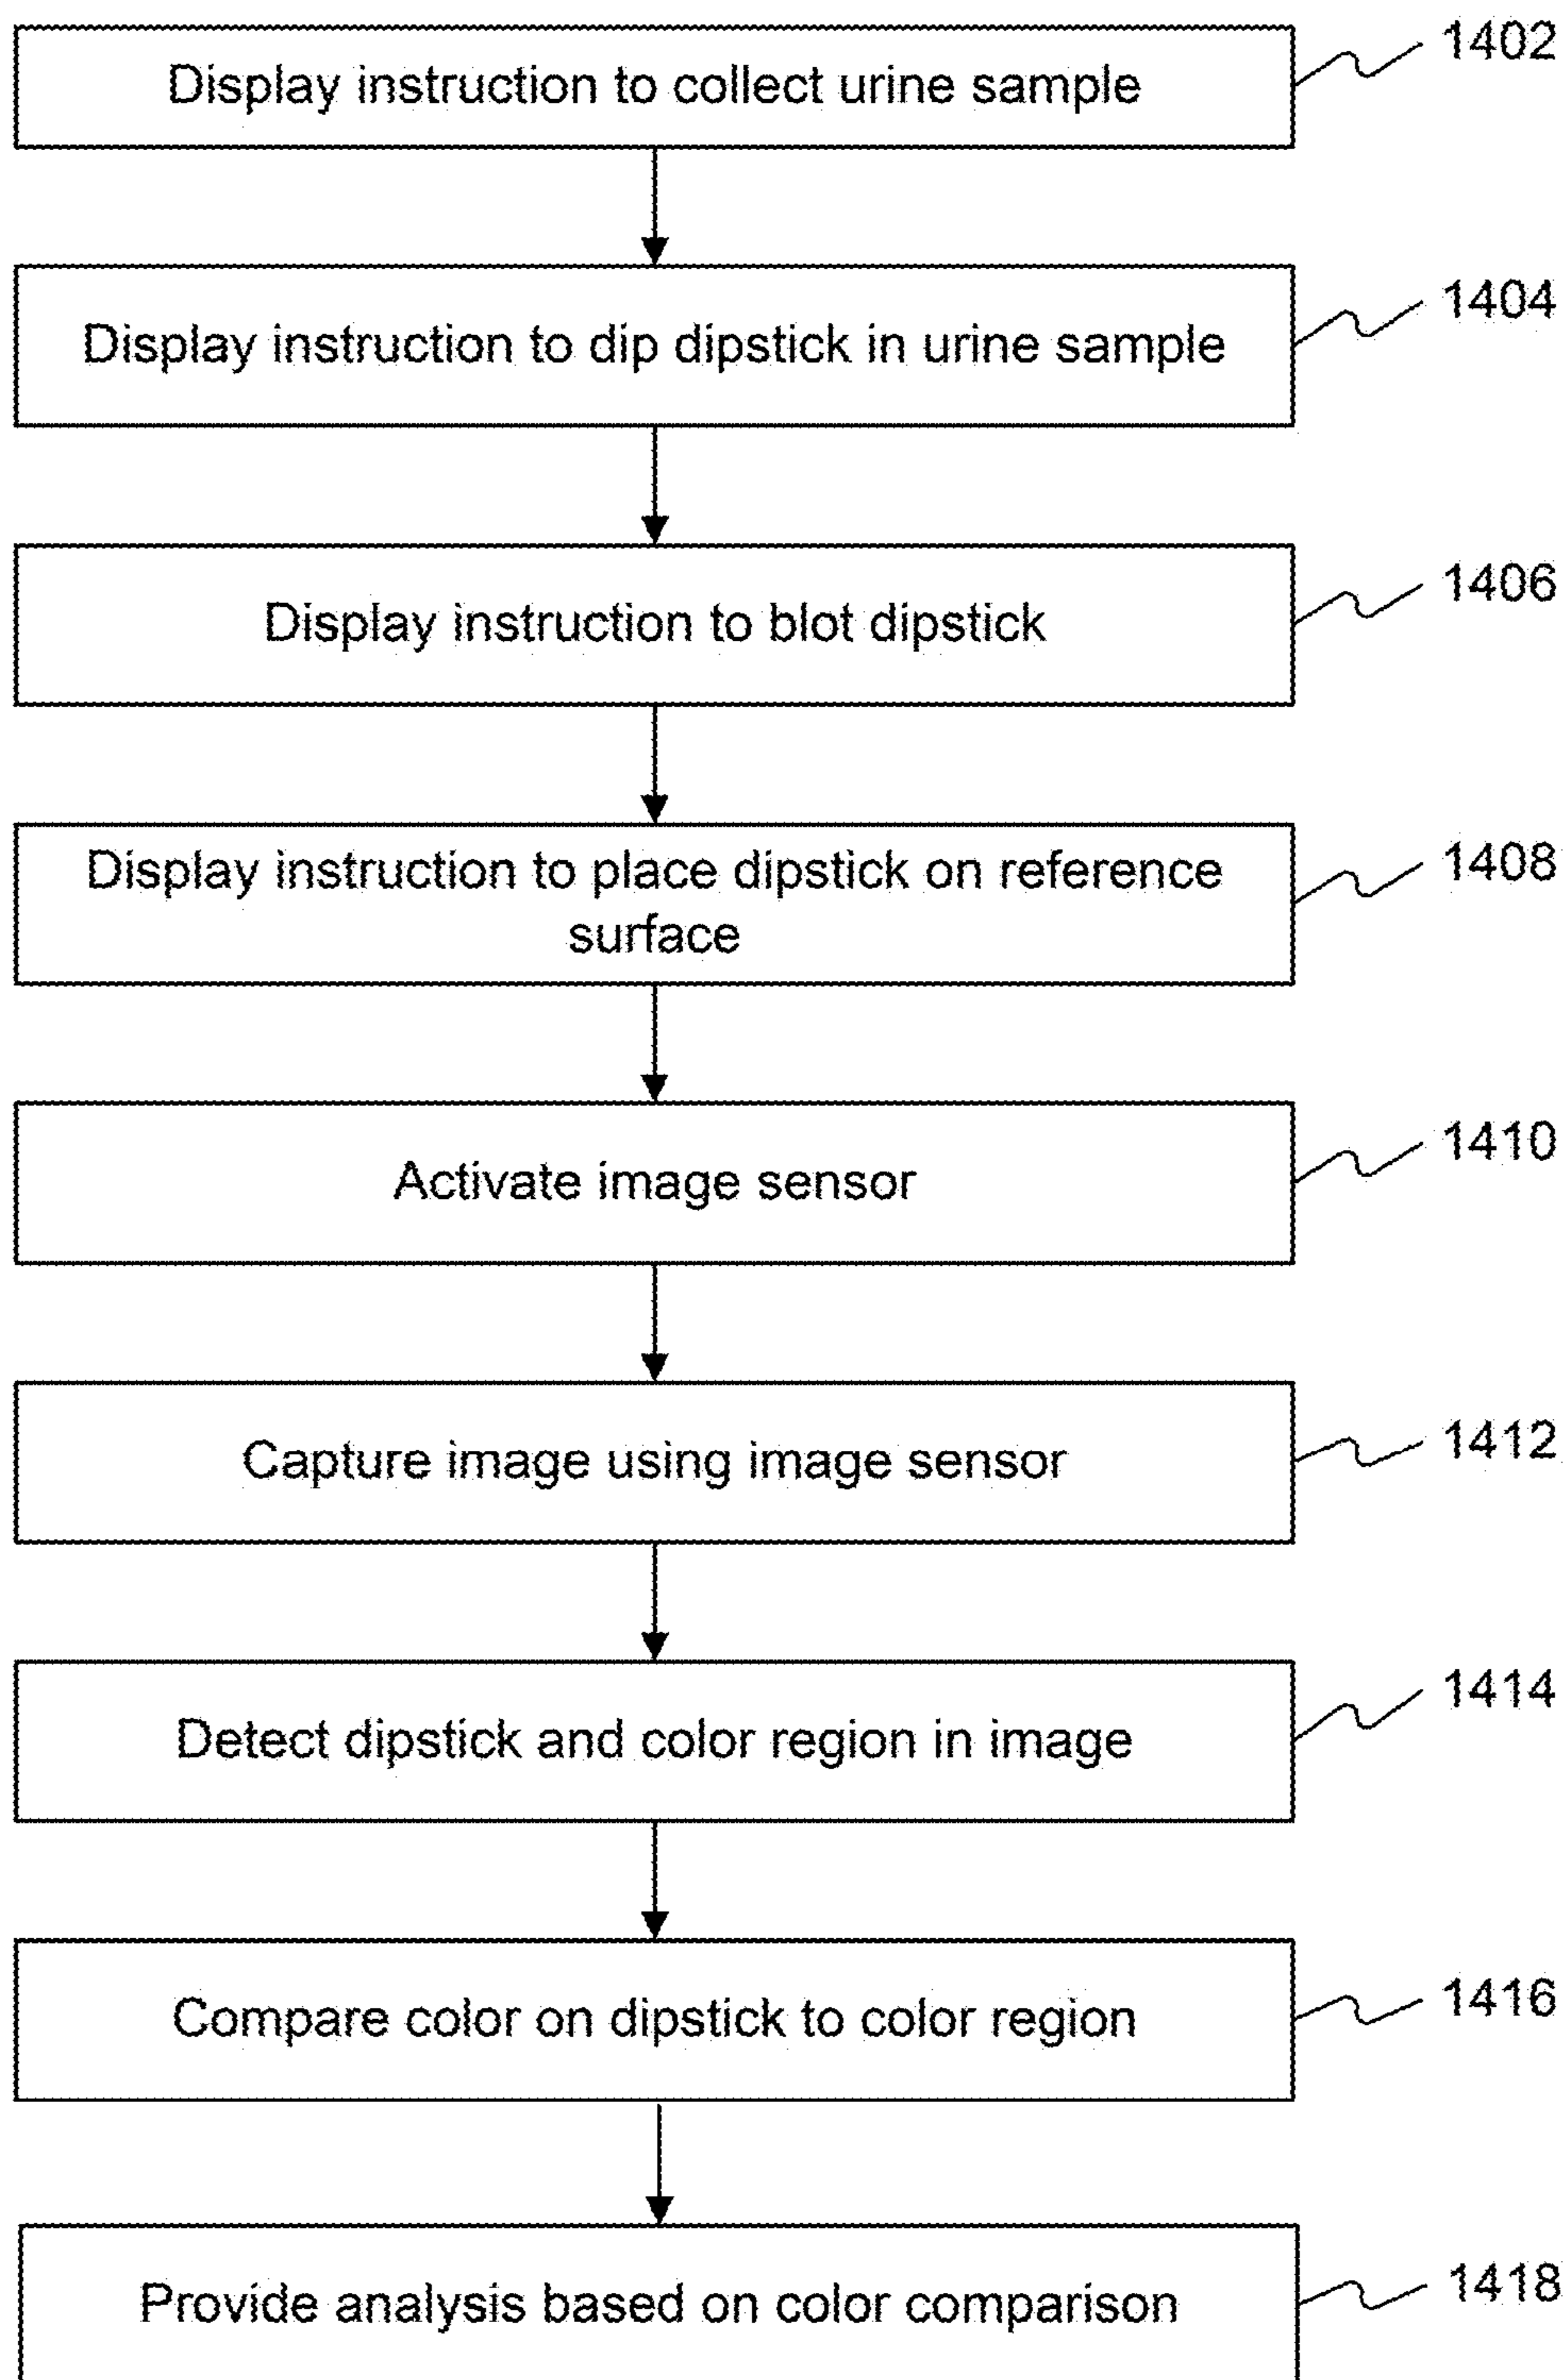 Display instruction to collect urine sample
1402
Display instruction to dip dipstick in urine sample
1404
Display instruction to blot dipstick
1406
Display instruction to place dipstick on reference
surface
1408
Activate image sensor
1410
Capture image using image sensor
1412
Detect dipstick and color region in image
1414
Compare color on dipstick to color region
1416
Provide analysis based on color comparison
1418